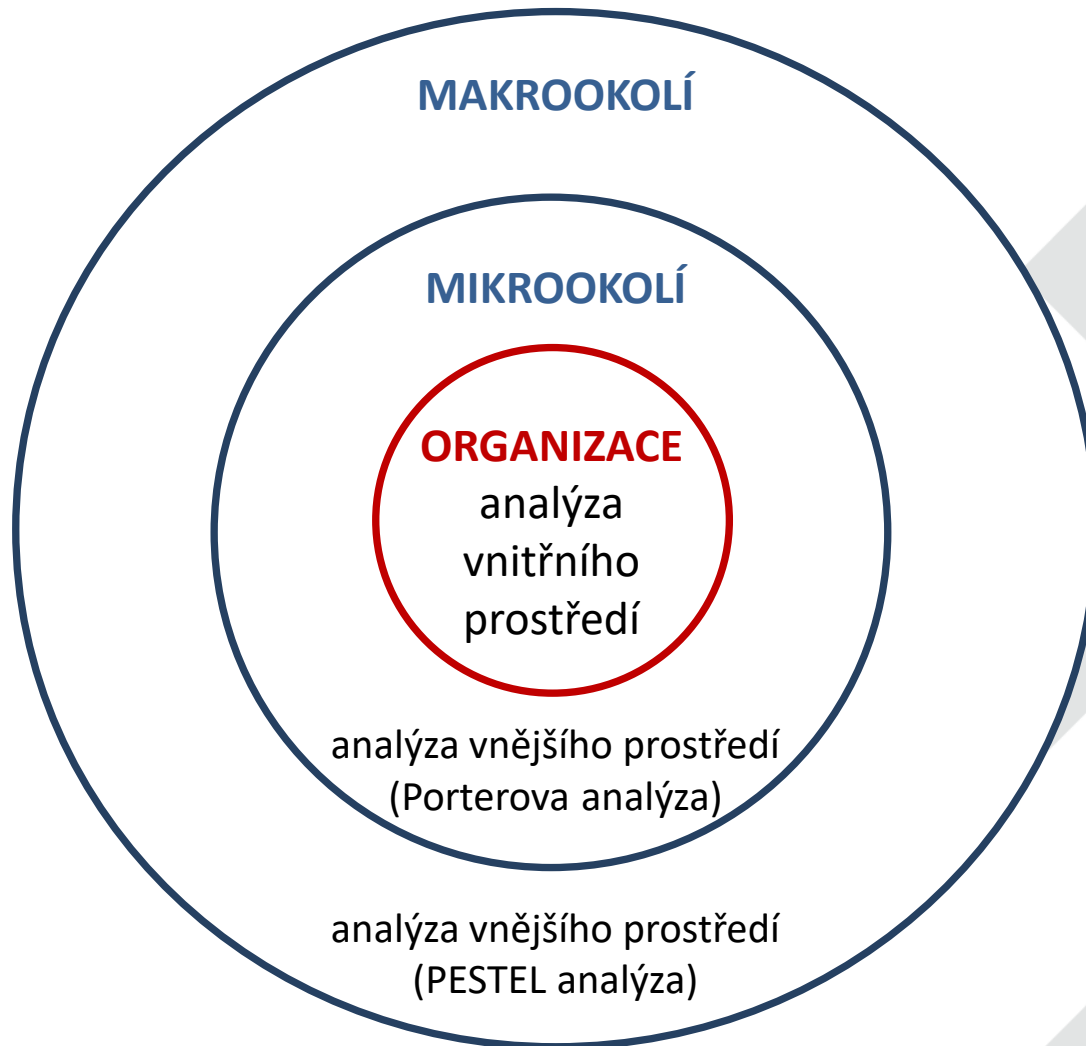 MAKROOKOLÍ
MIKROOKOLÍ
ORGANIZACE
analýza
vnitřního
prostředí
analýza vnějšího prostředí
(Porterova analýza)
analýza vnějšího prostředí
(PESTEL analýza)